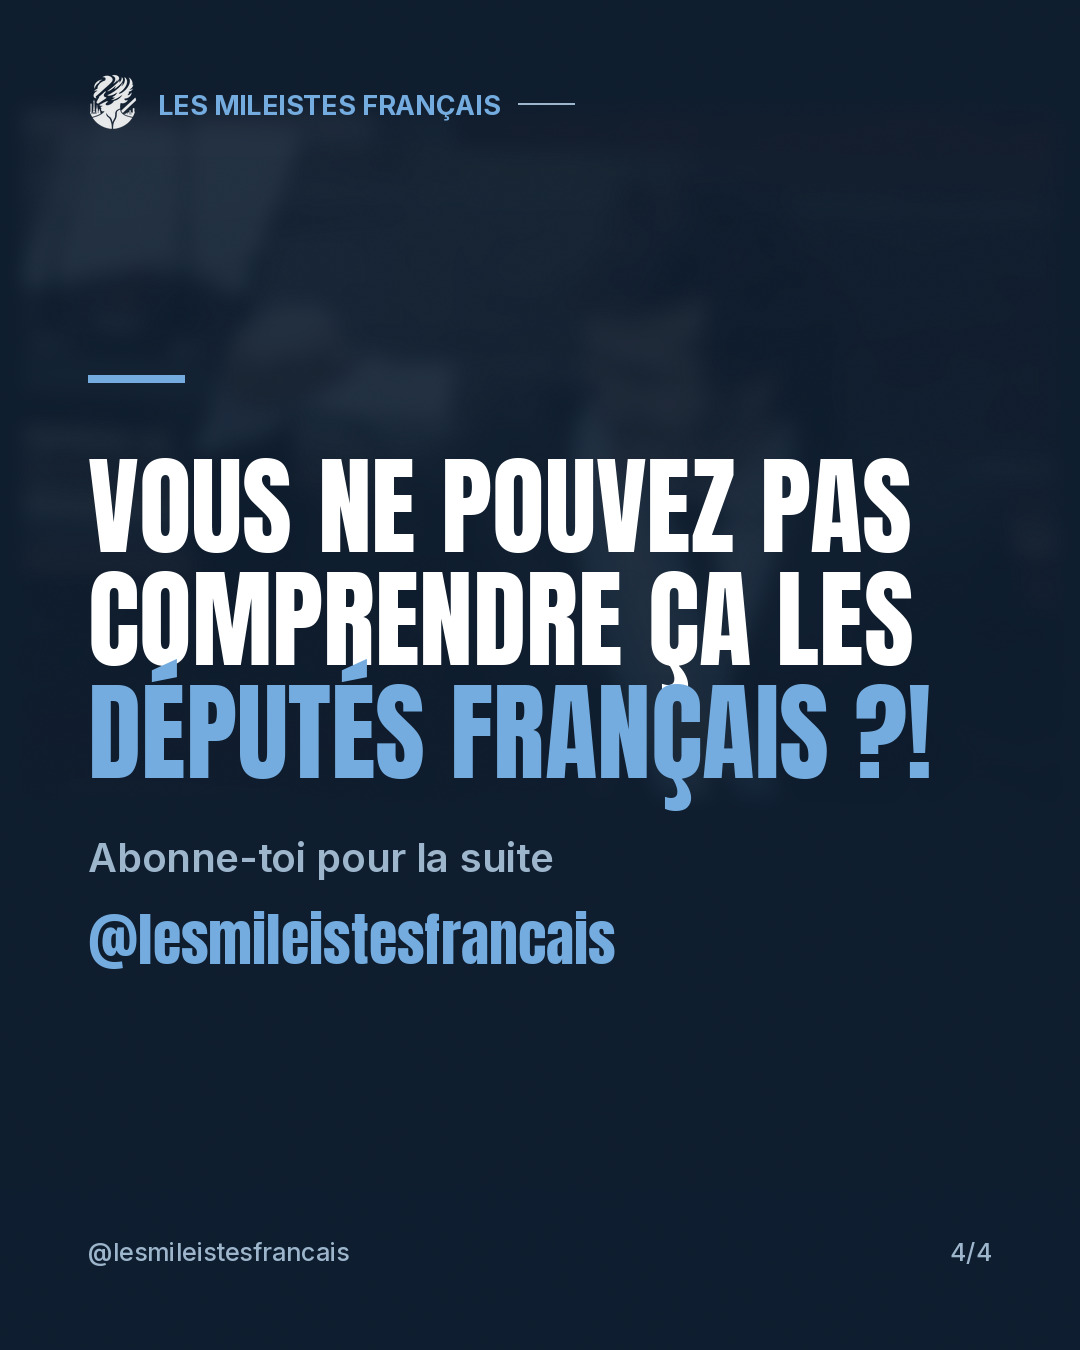 LES MILEISTES FRANÇAIS
VOUS NE POUVEZ PAS
COMPRENDRE ÇA LES
DÉPUTÉS FRANÇAIS ?!
Abonne-toi pour la suite
@lesmileistesfrancais
@lesmileistesfrancais
4/4